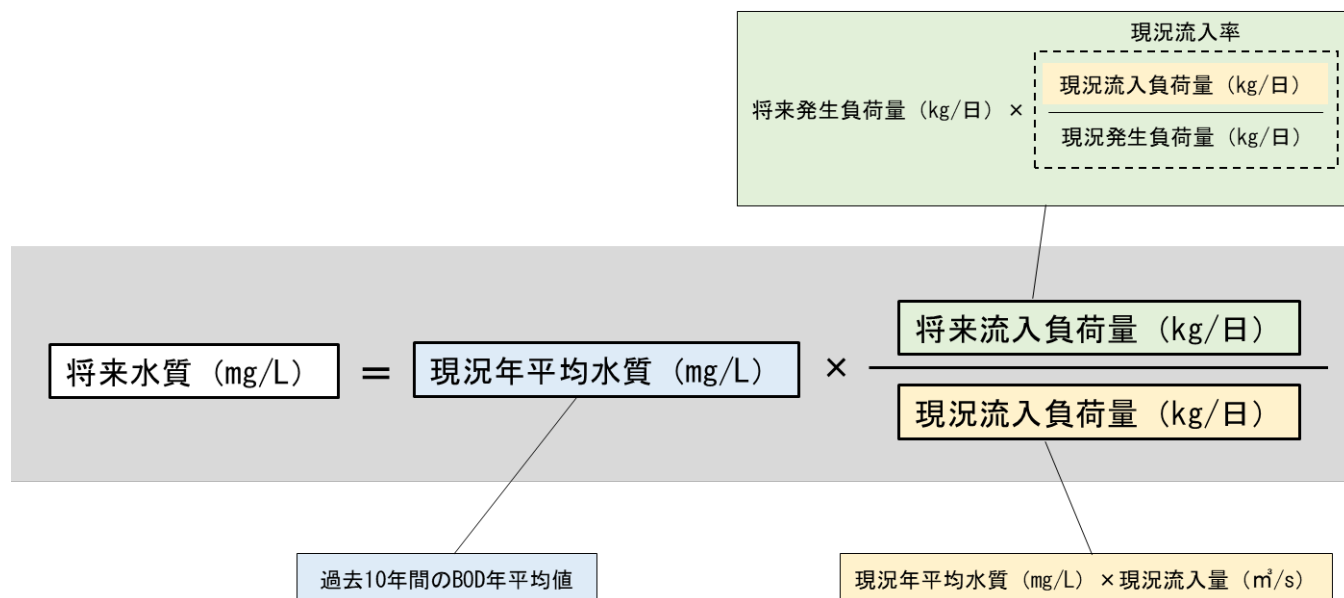 現況流入率
将来発生負荷量 (kg/日) ×
現況流入負荷量 (kg/日)
現況発生負荷量 (kg/日)
将来水質 (mg/L) = 現況年平均水質 (mg/L) ×
将来流入負荷量 (kg/日)
現況流入負荷量 (kg/日)
過去10年間のBOD年平均値
現況年平均水質 (mg/L) ×現況流入量 (㎥/s)